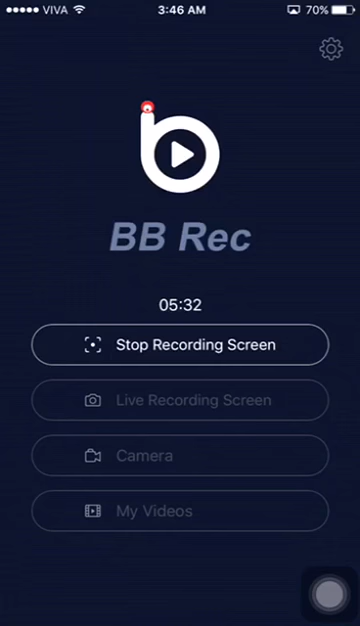 VIVA
3:46 AM
70%
b
BB Rec
05:32
Stop Recording Screen
Live Recording Screen
Camera
My Videos